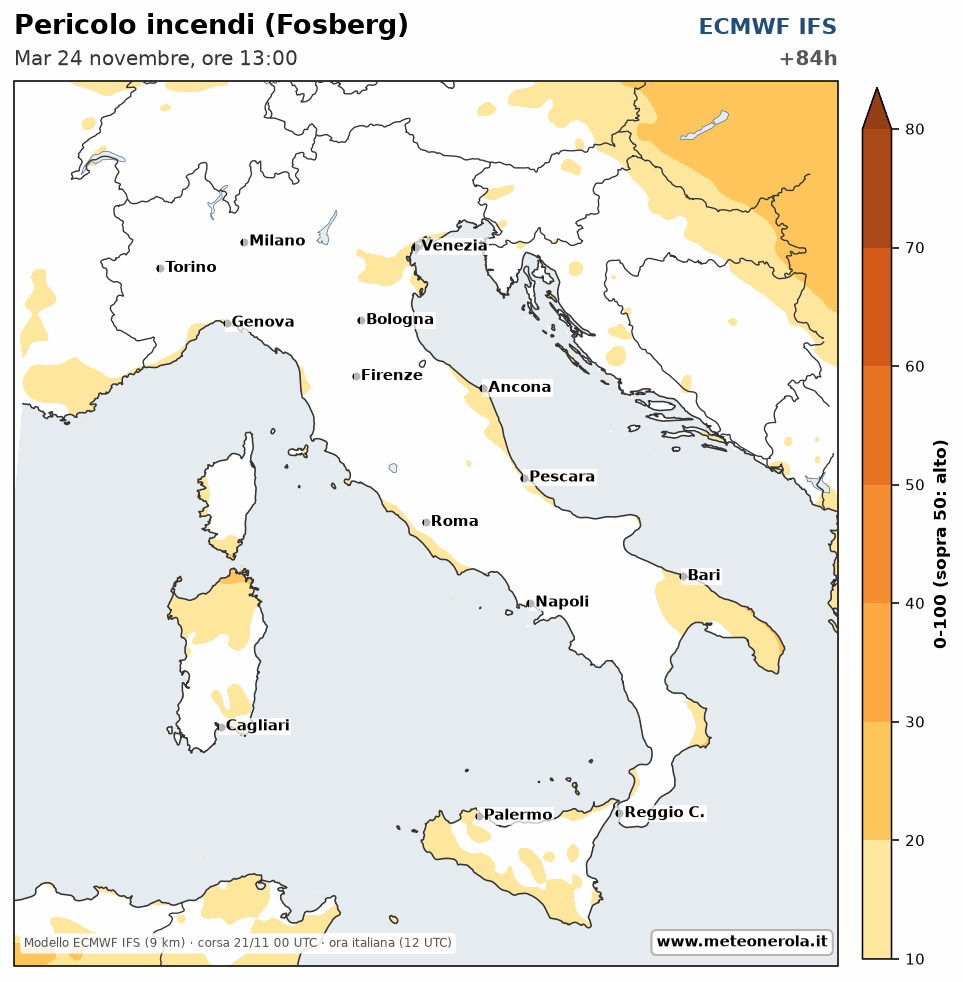 Pericolo incendi (Fosberg)
ECMWF IFS
Mar 24 novembre, ore 13:00
+84h
80
70
60
50
40
30
20
10
0-100 (sopra 50: alto)
Milano
Venezia
Torino
Genova
Bologna
Firenze
Ancona
Pescara
Roma
Bari
Napoli
Cagliari
Palermo
Reggio C.
Modello ECMWF IFS (9 km) · corsa 21/11 00 UTC · ora italiana (12 UTC)
www.meteonerola.it